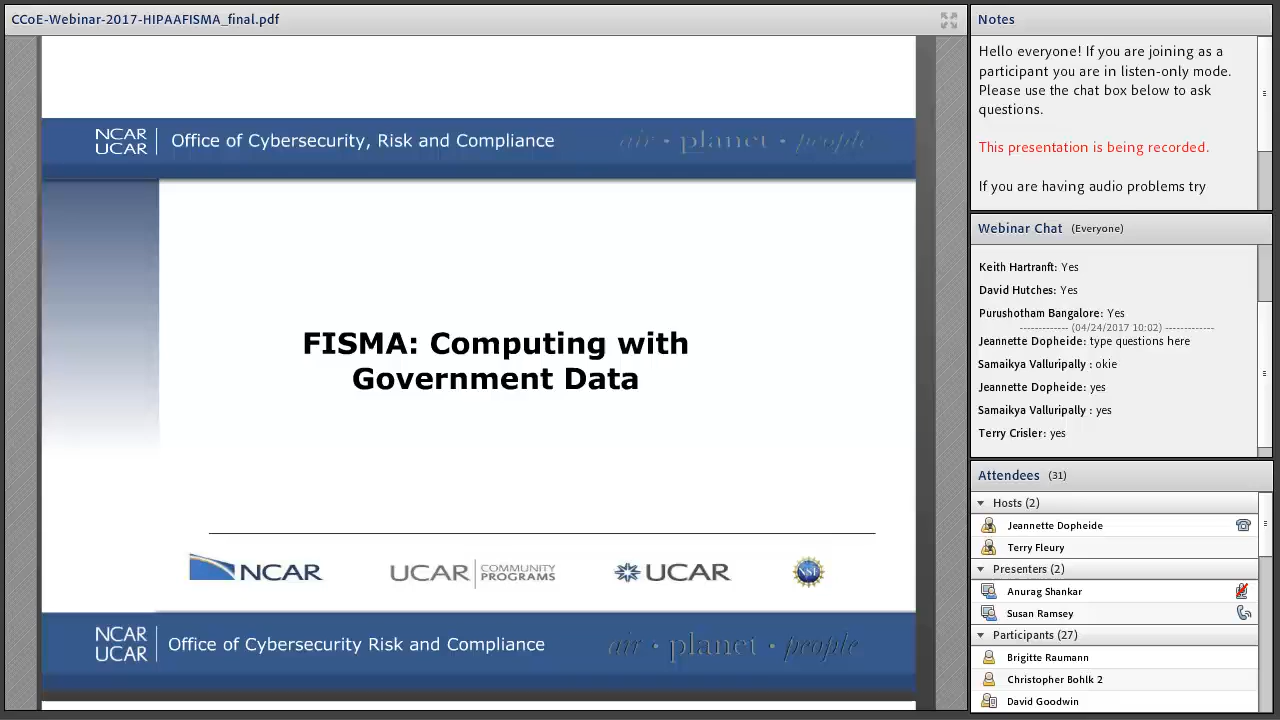 CCoE-Webinar-2017-HIPAAFISMA_final.pdf
NCAR
UCAR
Office of Cybersecurity, Risk and Compliance
air • planet • people
FISMA: Computing with
Government Data
NCAR
UCAR
COMMUNITY
PROGRAMS
UCAR
NSF
NCAR
UCAR
Office of Cybersecurity Risk and Compliance
air • planet • people
Notes
Hello everyone! If you are joining as a
participant you are in listen-only mode.
Please use the chat box below to ask
questions.
This presentation is being recorded.
If you are having audio problems try
Webinar Chat (Everyone)
Keith Hartranft: Yes
David Hutches: Yes
Purushotham Bangalore: Yes
------------- (04/24/2017 10:02) -------------
Jeannette Dopheide: type questions here
Samaikya Valluripally : okie
Jeannette Dopheide: yes
Samaikya Valluripally : yes
Terry Crisler: yes
Attendees (31)
Hosts (2)
Jeannette Dopheide
Terry Fleury
Presenters (2)
Anurag Shankar
Susan Ramsey
Participants (27)
Brigitte Raumann
Christopher Bohlk 2
David Goodwin